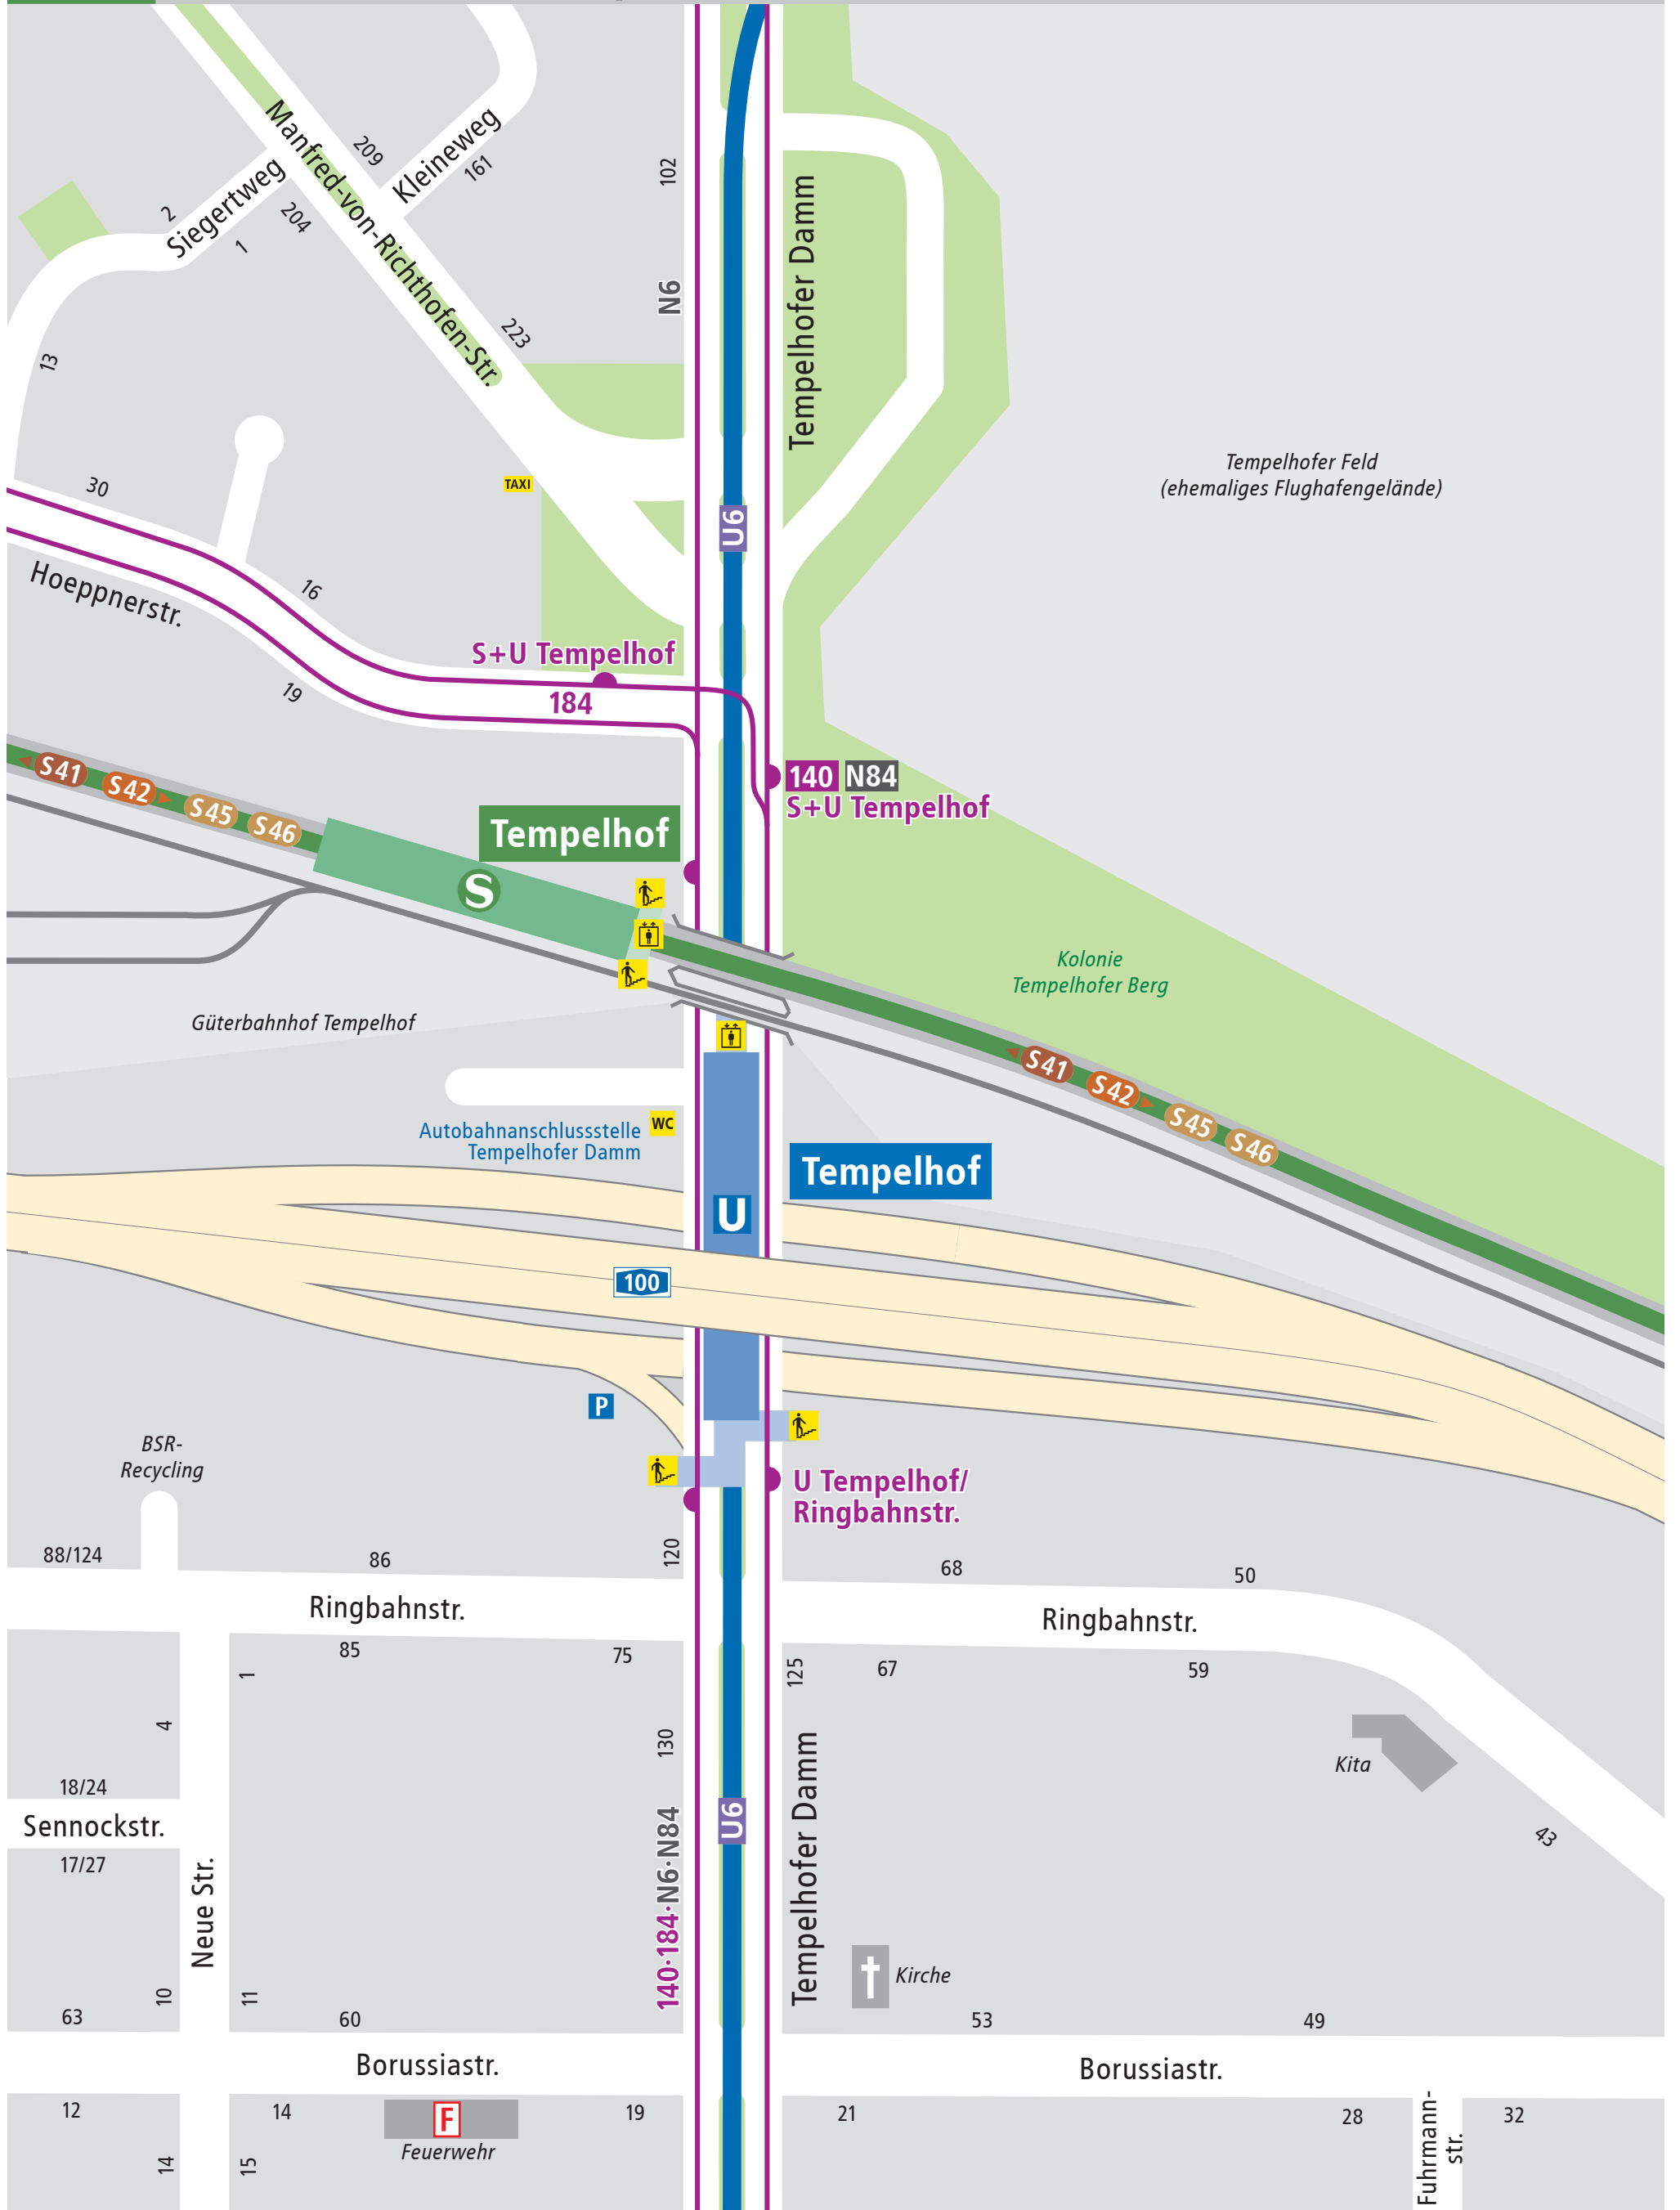 Manfred-von-Richthofen-Str.
209
Kleineweg
161
Siegertweg
2
1
204
223
13
102
N6
Tempelhofer Damm
TAXI
U6
Tempelhofer Feld
(ehemaliges Flughafengelände)
30
16
Hoeppnerstr.
19
S+U Tempelhof
184
140 N84
S+U Tempelhof
S41
S42
S45
S46
Tempelhof
S
Kolonie
Tempelhofer Berg
Güterbahnhof Tempelhof
S41
S42
S45
S46
WC
Autobahnanschlussstelle
Tempelhofer Damm
Tempelhof
U
100
P
BSR-
Recycling
U Tempelhof/
Ringbahnstr.
88/124
86
120
68
50
Ringbahnstr.
Ringbahnstr.
85
75
1
125
67
59
4
130
Kita
18/24
Sennockstr.
17/27
43
Neue Str.
140·184·N6·N84
U6
Tempelhofer Damm
Kirche
10
11
63
60
53
49
Borussiastr.
Borussiastr.
12
14
F
Feuerwehr
19
21
28
32
Fuhrmann-
str.
14
15